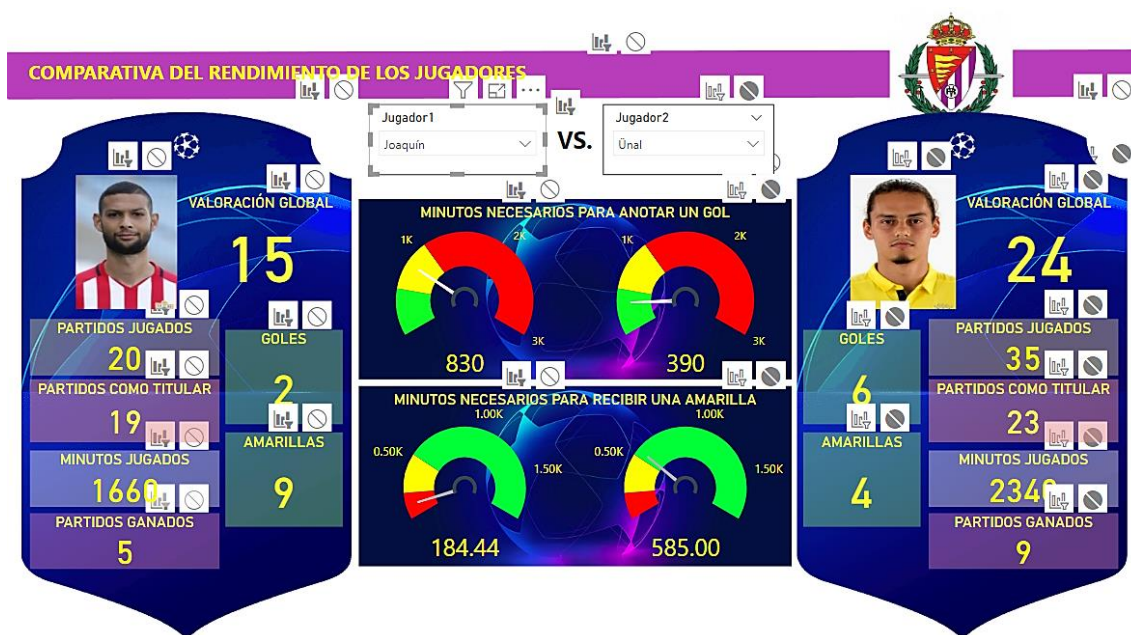 COMPARATIVA DEL RENDIMIENTO DE LOS JUGADORES
Jugador1
Joaquín
VS.
Jugador2
Ünal
VALORACIÓN GLOBAL
15
PARTIDOS JUGADOS
20
PARTIDOS COMO TITULAR
19
MINUTOS JUGADOS
1660
PARTIDOS GANADOS
5
GOLES
2
AMARILLAS
9
MINUTOS NECESARIOS PARA ANOTAR UN GOL
1K
2K
3K
830
1K
2K
3K
390
MINUTOS NECESARIOS PARA RECIBIR UNA AMARILLA
0.50K
1.00K
1.50K
184.44
0.50K
1.00K
1.50K
585.00
VALORACIÓN GLOBAL
24
GOLES
6
AMARILLAS
4
PARTIDOS JUGADOS
35
PARTIDOS COMO TITULAR
23
MINUTOS JUGADOS
2340
PARTIDOS GANADOS
9